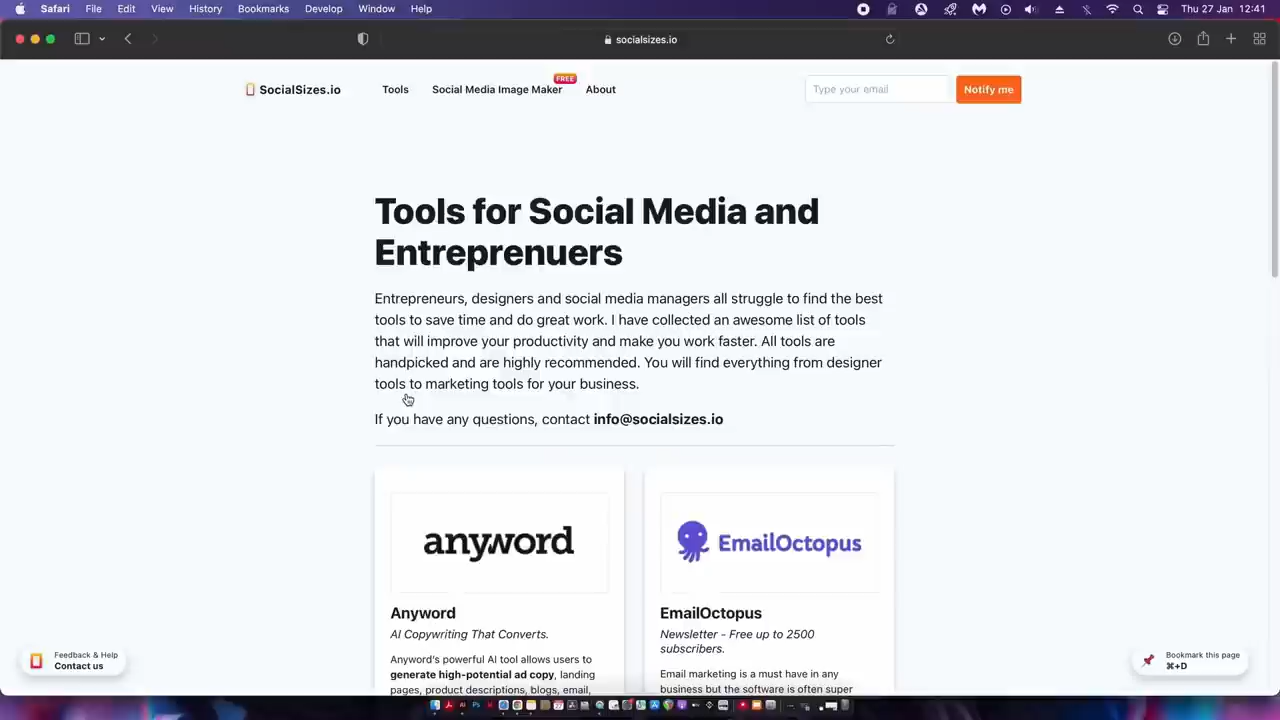 Safari File Edit View History Bookmarks Develop Window Help Thu 27 Jan 12:41
socialsizes.io
SocialSizes.io Tools Social Media Image Maker FREE About Type your email Notify me
Tools for Social Media and
Entreprenuers
Entrepreneurs, designers and social media managers all struggle to find the best
tools to save time and do great work. I have collected an awesome list of tools
that will improve your productivity and make you work faster. All tools are
handpicked and are highly recommended. You will find everything from designer
tools to marketing tools for your business.
If you have any questions, contact info@socialsizes.io
anyword
Anyword
AI Copywriting That Converts.
Anyword's powerful AI tool allows users to
generate high-potential ad copy, landing
pages, product descriptions, blogs, email,
EmailOctopus
EmailOctopus
Newsletter - Free up to 2500
subscribers.
Email marketing is a must have in any
business but the software is often super
Feedback & Help
Contact us
Bookmark this page
⌘+D